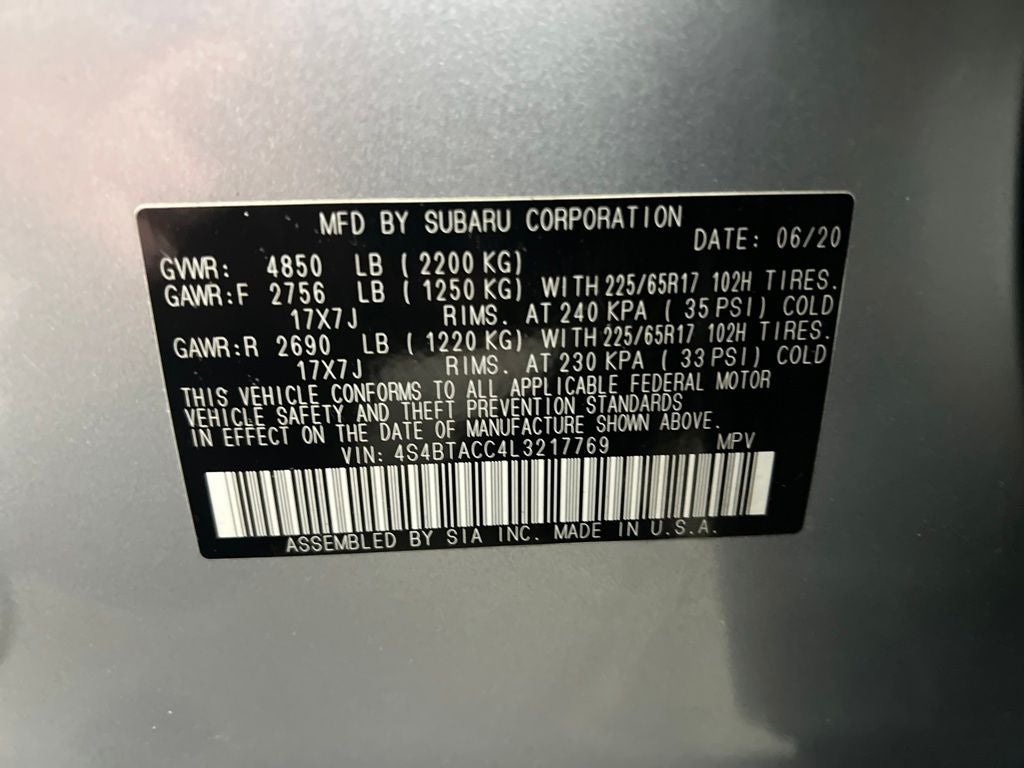 MFD BY SUBARU CORPORATION
DATE: 06/20
GVWR: 4850 LB ( 2200 KG)
GAWR:F 2756 LB ( 1250 KG) WITH 225/65R17 102H TIRES.
17X7J RIMS. AT 240 KPA ( 35 PSI) COLD
GAWR:R 2690 LB ( 1220 KG) WITH 225/65R17 102H TIRES.
17X7J RIMS. AT 230 KPA ( 33 PSI) COLD
THIS VEHICLE CONFORMS TO ALL APPLICABLE FEDERAL MOTOR
VEHICLE SAFETY AND THEFT PREVENTION STANDARDS
IN EFFECT ON THE DATE OF MANUFACTURE SHOWN ABOVE.
VIN: 4S4BTACC4L3217769 MPV
ASSEMBLED BY SIA INC. MADE IN U.S.A.